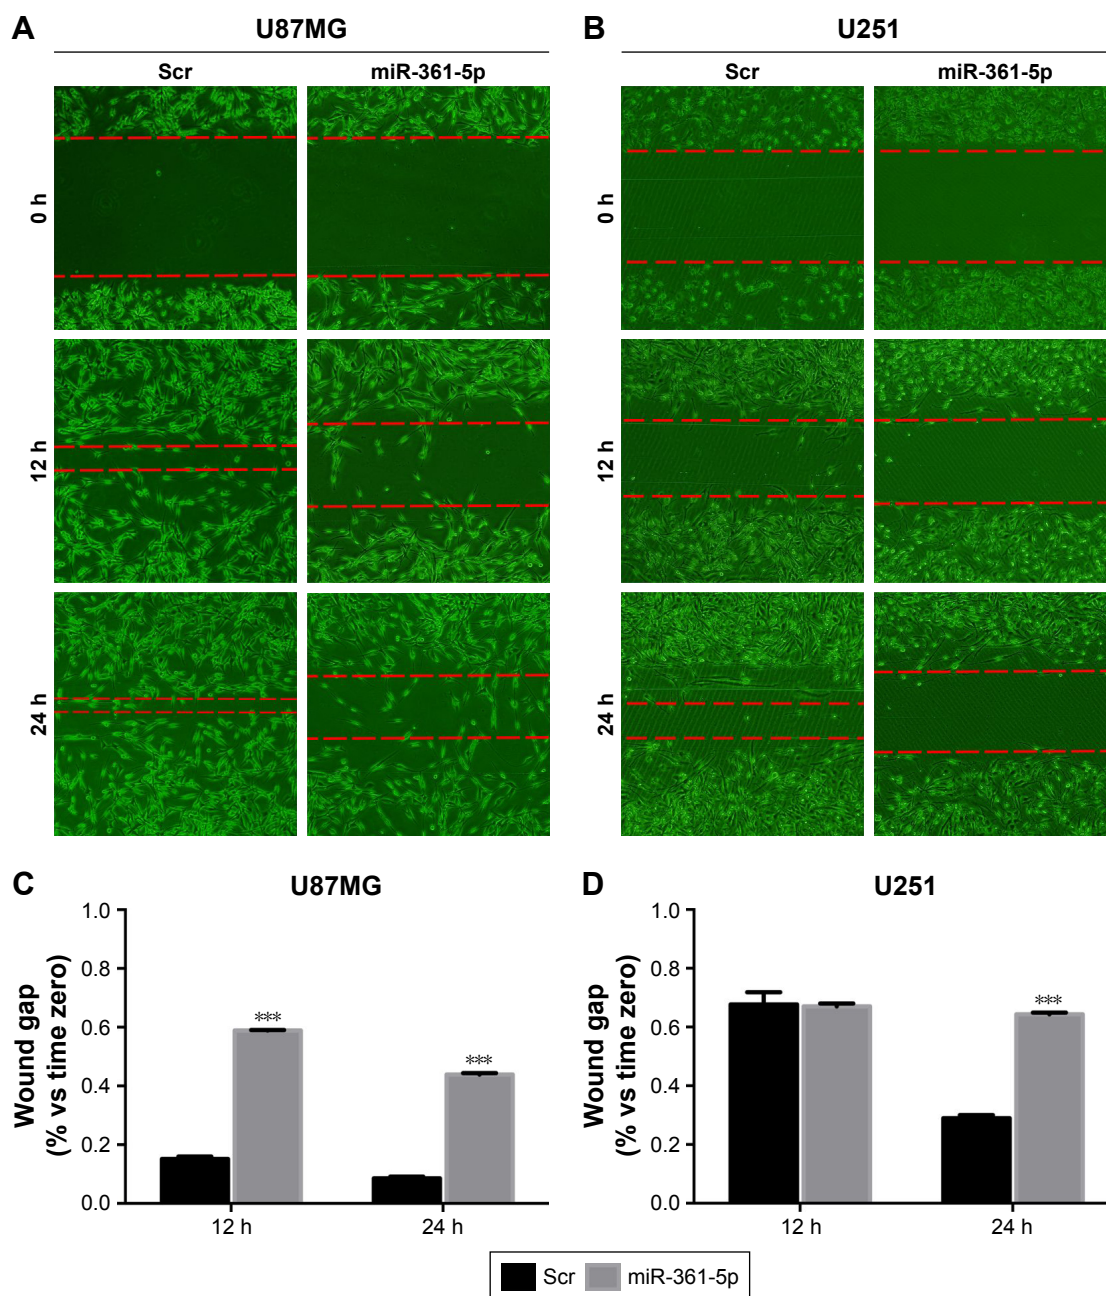 A
U87MG
Scr
miR-361-5p
0 h
12 h
24 h
B
U251
Scr
miR-361-5p
0 h
12 h
24 h
C
U87MG
Wound gap
(% vs time zero)
1.0
0.8
0.6
0.4
0.2
0.0
***
***
12 h
24 h
D
U251
Wound gap
(% vs time zero)
1.0
0.8
0.6
0.4
0.2
0.0
***
12 h
24 h
Scr
miR-361-5p